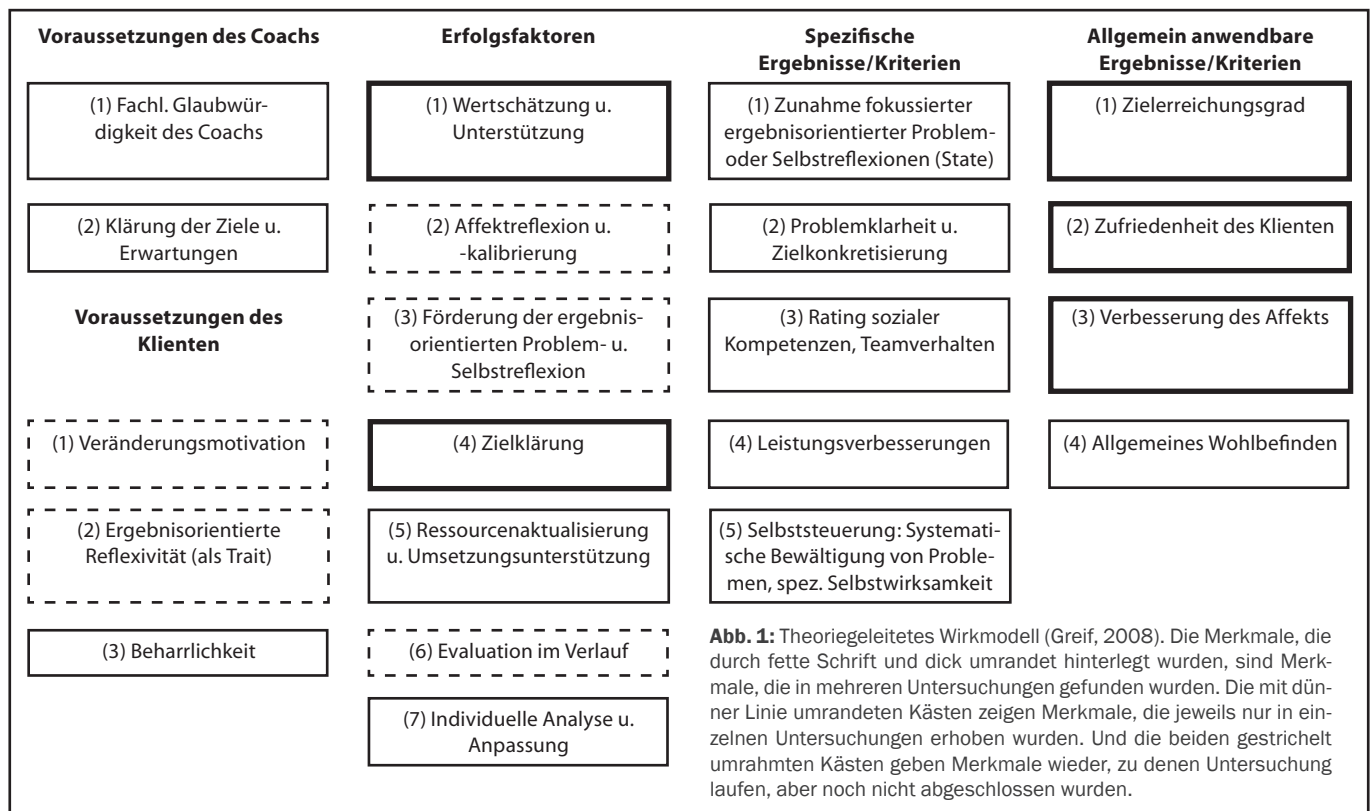 Voraussetzungen des Coachs
(1) Fachl. Glaubwür-
digkeit des Coachs
(2) Klärung der Ziele u.
Erwartungen
Voraussetzungen des
Klienten
(1) Veränderungsmotivation
(2) Ergebnisorientierte
Reflexivität (als Trait)
(3) Beharrlichkeit
Erfolgsfaktoren
(1) Wertschätzung u.
Unterstützung
(2) Affektreflexion u.
-kalibrierung
(3) Förderung der ergebnis-
orientierten Problem- u.
Selbstreflexion
(4) Zielklärung
(5) Ressourcenaktualisierung
u. Umsetzungsunterstützung
(6) Evaluation im Verlauf
(7) Individuelle Analyse u.
Anpassung
Spezifische
Ergebnisse/Kriterien
(1) Zunahme fokussierter
ergebnisorientierter Problem-
oder Selbstreflexionen (State)
(2) Problemklarheit u.
Zielkonkretisierung
(3) Rating sozialer
Kompetenzen, Teamverhalten
(4) Leistungsverbesserungen
(5) Selbststeuerung: Systemati-
sche Bewältigung von Proble-
men, spez. Selbstwirksamkeit
Allgemein anwendbare
Ergebnisse/Kriterien
(1) Zielerreichungsgrad
(2) Zufriedenheit des Klienten
(3) Verbesserung des Affekts
(4) Allgemeines Wohlbefinden
Abb. 1: Theoriegeleitetes Wirkmodell (Greif, 2008). Die Merkmale, die
durch fette Schrift und dick umrandet hinterlegt wurden, sind Merk-
male, die in mehreren Untersuchungen gefunden wurden. Die mit dün-
ner Linie umrandeten Kästen zeigen Merkmale, die jeweils nur in ein-
zelnen Untersuchungen erhoben wurden. Und die beiden gestrichelt
umrahmten Kästen geben Merkmale wieder, zu denen Untersuchung
laufen, aber noch nicht abgeschlossen wurden.